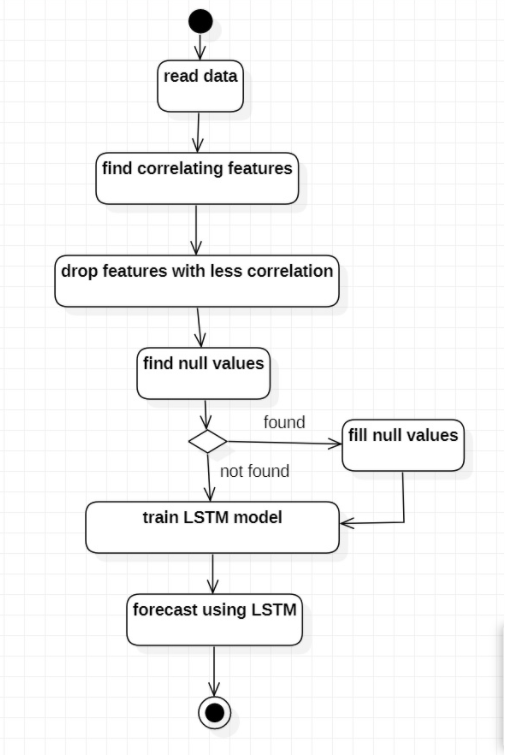 read data
find correlating features
drop features with less correlation
find null values
found
fill null values
not found
train LSTM model
forecast using LSTM